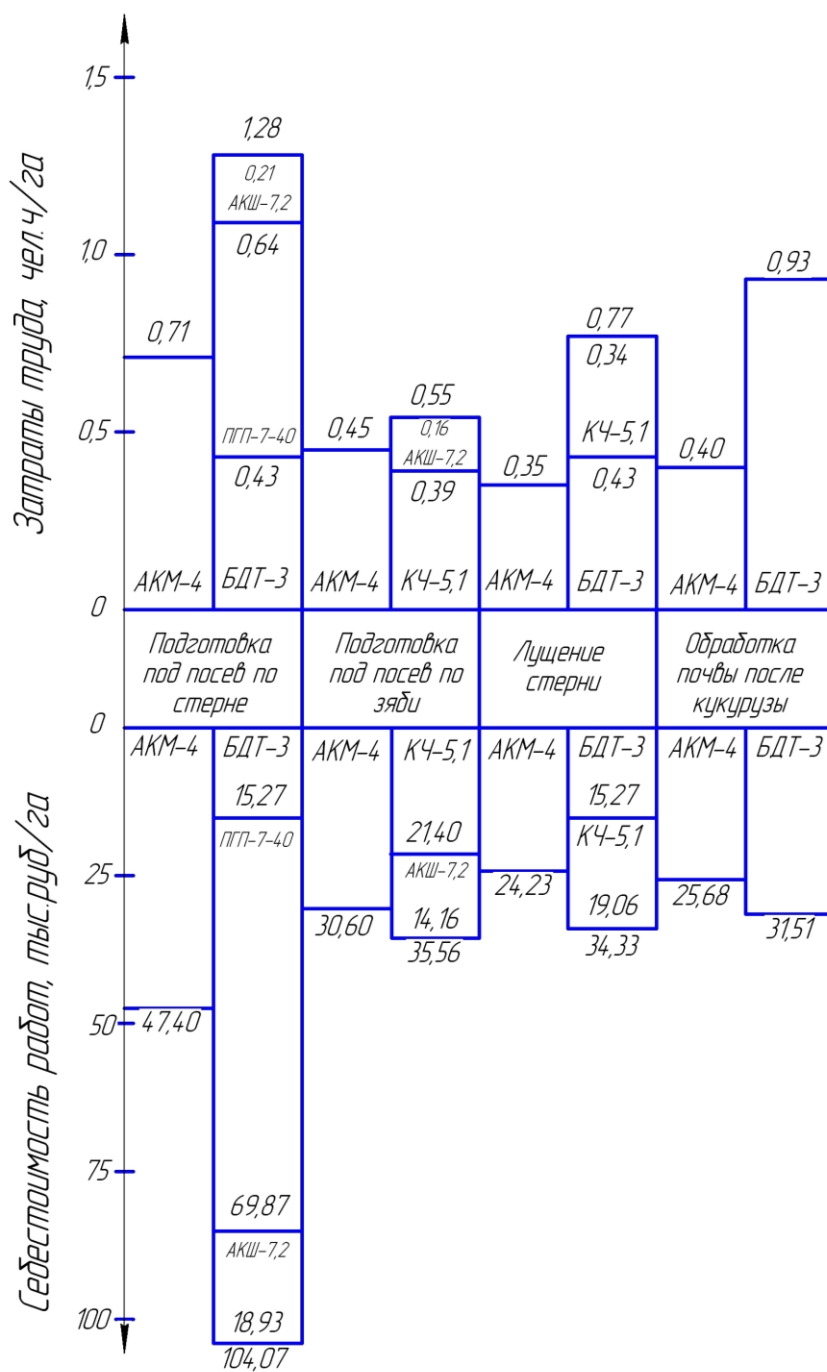 Затраты труда, чел.ч/га
1,5
1,0
0,5
0
1,28
0,21
АКШ-7,2
0,64
0,71
ПГП-7-40
0,43
АКМ-4
БДТ-3
0,45
0,55
0,16
АКШ-7,2
0,39
АКМ-4
КЧ-5,1
0,35
0,77
0,34
КЧ-5,1
0,43
АКМ-4
БДТ-3
0,40
0,93
АКМ-4
БДТ-3
Подготовка
под посев по
стерне
Подготовка
под посев по
зяби
Лущение
стерни
Обработка
почвы после
кукурузы
Себестоимость работ, тыс.руб/га
0
25
50
75
100
АКМ-4
47,40
БДТ-3
15,27
ПГП-7-40
69,87
АКШ-7,2
18,93
104,07
АКМ-4
30,60
КЧ-5,1
21,40
АКШ-7,2
14,16
35,56
АКМ-4
24,23
БДТ-3
15,27
КЧ-5,1
19,06
34,33
АКМ-4
25,68
БДТ-3
31,51